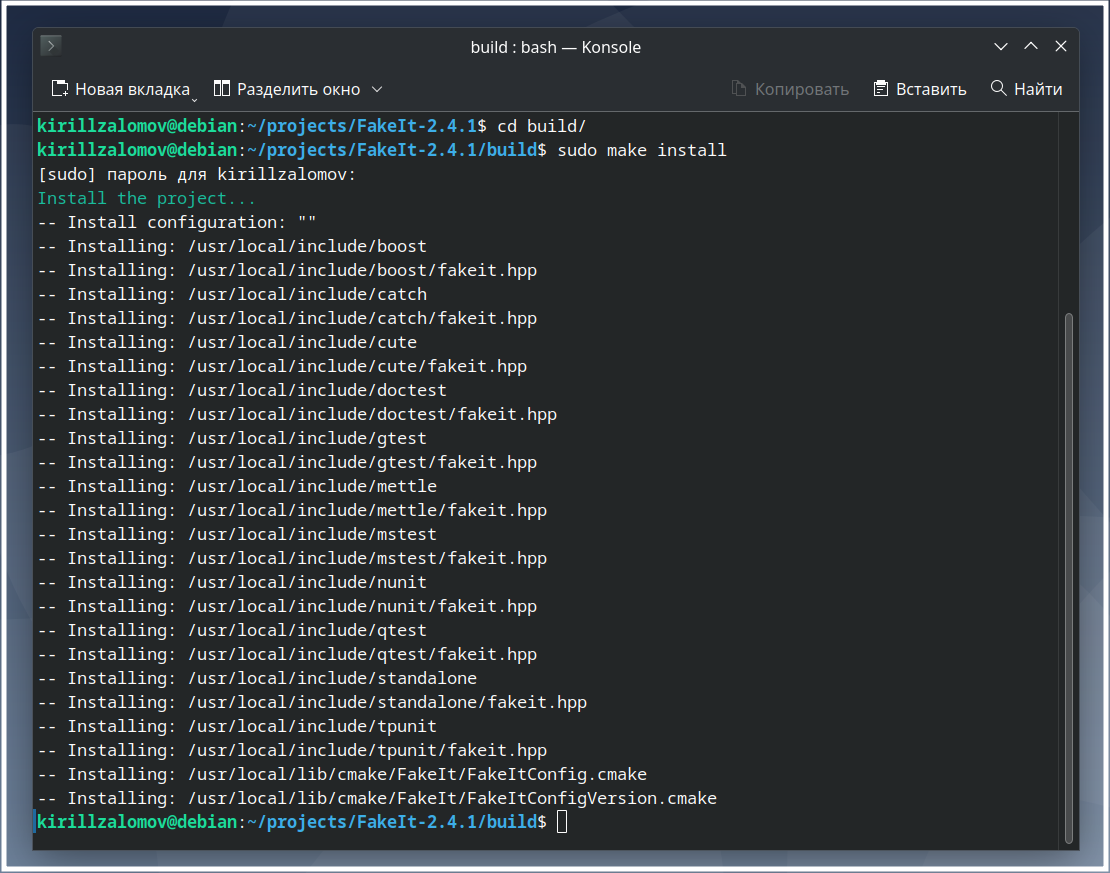 build : bash — Konsole
Новая вкладка Разделить окно Копировать Вставить Найти
kirillzalomov@debian:~/projects/FakeIt-2.4.1$ cd build/
kirillzalomov@debian:~/projects/FakeIt-2.4.1/build$ sudo make install
[sudo] пароль для kirillzalomov:
Install the project...
-- Install configuration: ""
-- Installing: /usr/local/include/boost
-- Installing: /usr/local/include/boost/fakeit.hpp
-- Installing: /usr/local/include/catch
-- Installing: /usr/local/include/catch/fakeit.hpp
-- Installing: /usr/local/include/cute
-- Installing: /usr/local/include/cute/fakeit.hpp
-- Installing: /usr/local/include/doctest
-- Installing: /usr/local/include/doctest/fakeit.hpp
-- Installing: /usr/local/include/gtest
-- Installing: /usr/local/include/gtest/fakeit.hpp
-- Installing: /usr/local/include/mettle
-- Installing: /usr/local/include/mettle/fakeit.hpp
-- Installing: /usr/local/include/mstest
-- Installing: /usr/local/include/mstest/fakeit.hpp
-- Installing: /usr/local/include/nunit
-- Installing: /usr/local/include/nunit/fakeit.hpp
-- Installing: /usr/local/include/qtest
-- Installing: /usr/local/include/qtest/fakeit.hpp
-- Installing: /usr/local/include/standalone
-- Installing: /usr/local/include/standalone/fakeit.hpp
-- Installing: /usr/local/include/tpunit
-- Installing: /usr/local/include/tpunit/fakeit.hpp
-- Installing: /usr/local/lib/cmake/FakeIt/FakeItConfig.cmake
-- Installing: /usr/local/lib/cmake/FakeIt/FakeItConfigVersion.cmake
kirillzalomov@debian:~/projects/FakeIt-2.4.1/build$